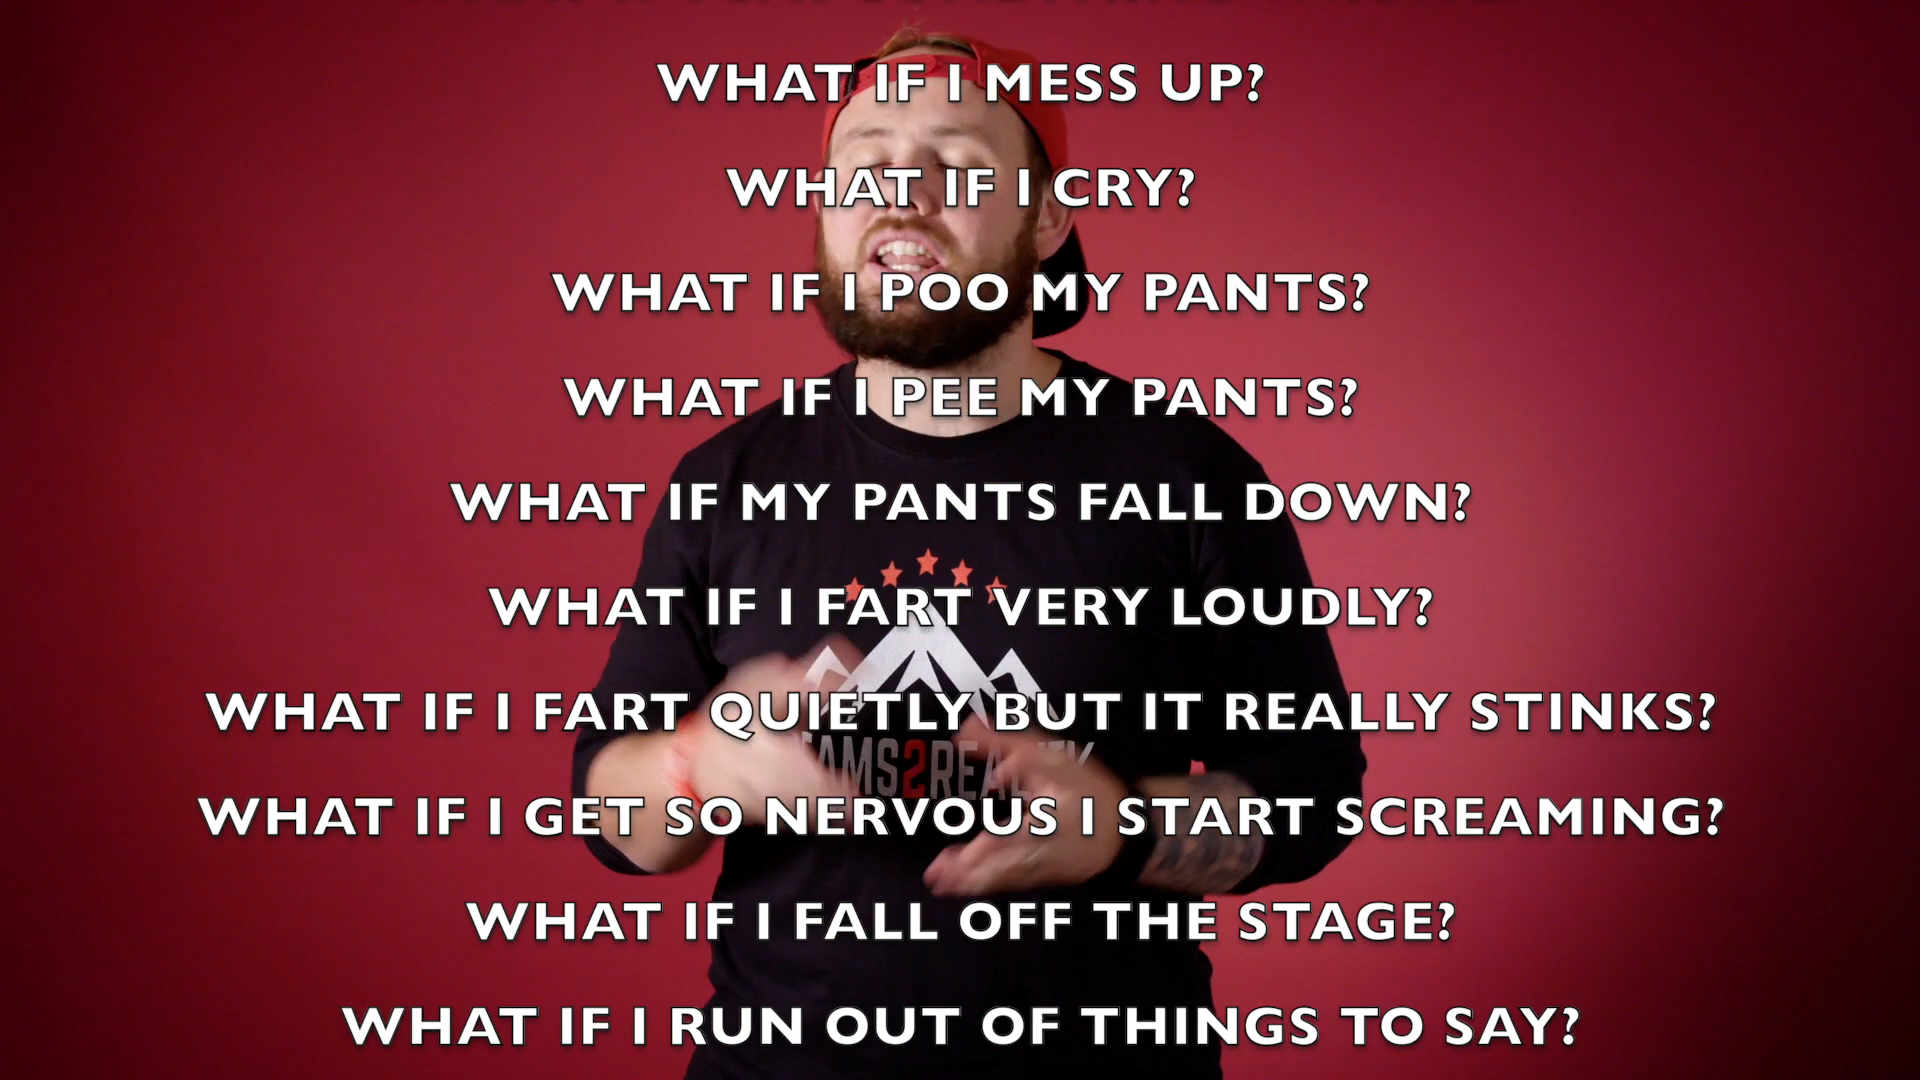 WHAT IF I MESS UP?
WHAT IF I CRY?
WHAT IF I POO MY PANTS?
WHAT IF I PEE MY PANTS?
WHAT IF MY PANTS FALL DOWN?
WHAT IF I FART VERY LOUDLY?
WHAT IF I FART QUIETLY BUT IT REALLY STINKS?
WHAT IF I GET SO NERVOUS I START SCREAMING?
WHAT IF I FALL OFF THE STAGE?
WHAT IF I RUN OUT OF THINGS TO SAY?